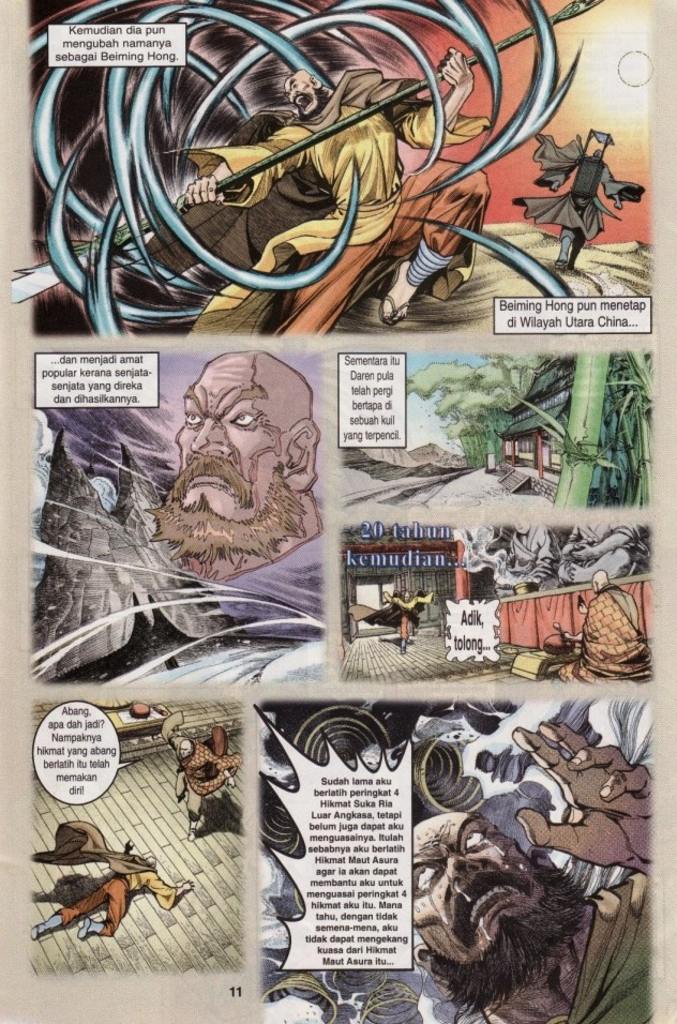 Kemudian dia pun
mengubah namanya
sebagai Beiming Hong.
Beiming Hong pun menetap
di Wilayah Utara China...
...dan menjadi amat
popular kerana senjata-
senjata yang direka
dan dihasilkannya.
Sementara itu
Daren pula
telah pergi
bertapa di
sebuah kuil
yang terpencil.
20 tahun
kemudian...
Adik,
tolong...
Abang,
apa dah jadi?
Nampaknya
hikmat yang abang
berlatih itu telah
memakan
diri!
Sudah lama aku
berlatih peringkat 4
Hikmat Suka Ria
Luar Angkasa, tetapi
belum juga dapat aku
menguasainya. Itulah
sebabnya aku berlatih
Hikmat Maut Asura
agar ia akan dapat
membantu aku untuk
menguasai peringkat 4
hikmat aku itu. Mana
tahu, dengan tidak
semena-mena, aku
tidak dapat mengekang
kuasa dari Hikmat
Maut Asura itu...
11